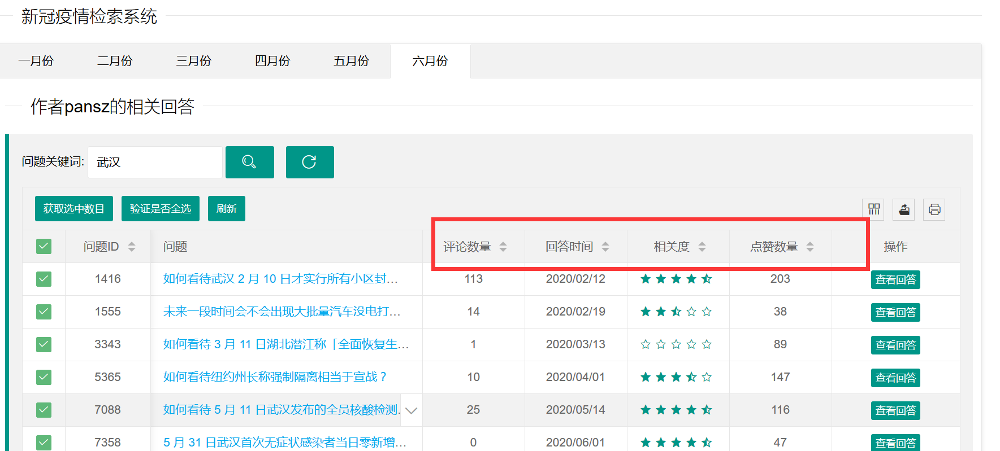 新冠疫情检索系统
一月份 二月份 三月份 四月份 五月份 六月份
作者pansz的相关回答
问题关键词: 武汉
获取选中数目 验证是否全选 刷新
问题ID 问题 评论数量 回答时间 相关度 点赞数量 操作
1416 如何看待武汉 2 月 10 日才实行所有小区封... 113 2020/02/12 203 查看回答
1555 未来一段时间会不会出现大批量汽车没电打... 14 2020/02/19 38 查看回答
3343 如何看待 3 月 11 日湖北潜江称「全面恢复生... 1 2020/03/13 89 查看回答
5365 如何看待纽约州长称强制隔离相当于宣战？ 10 2020/04/01 147 查看回答
7088 如何看待 5 月 11 日武汉发布的全员核酸检测. 25 2020/05/14 116 查看回答
7358 5 月 31 日武汉首次无症状感染者当日零新增... 0 2020/06/01 47 查看回答